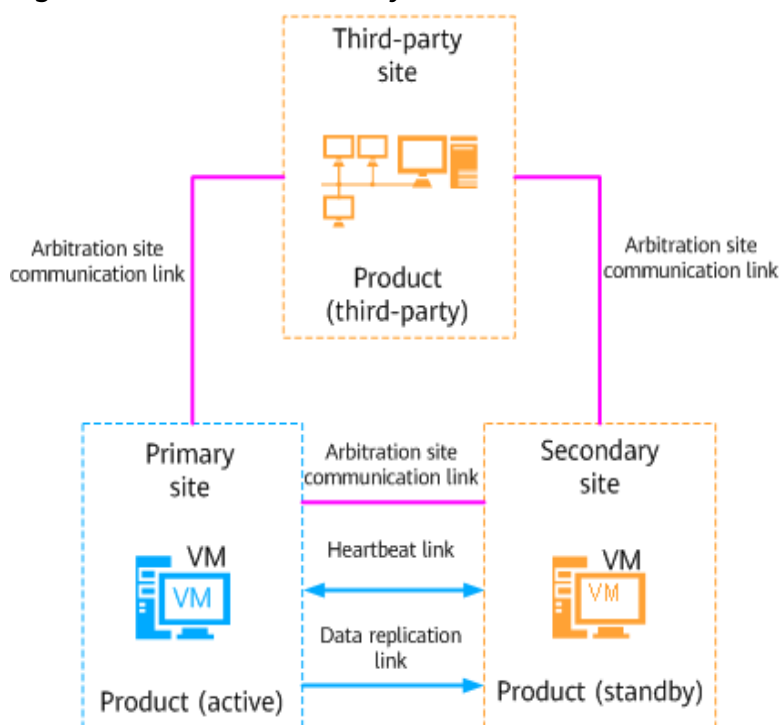 Third-party
site
Product
(third-party)
Arbitration site
communication link
Arbitration site
communication link
Primary
site
VM
VM
Product (active)
Arbitration site
communication link
Heartbeat link
Data replication
link
Secondary
site
VM
VM
Product (standby)